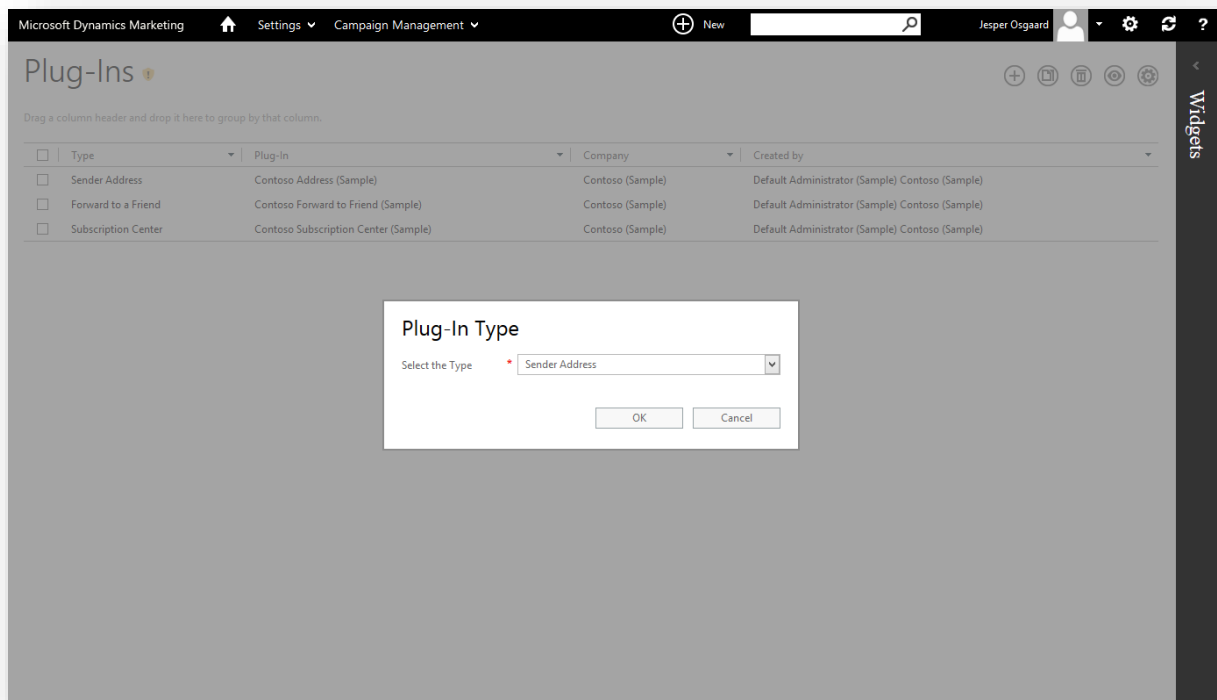 Microsoft Dynamics Marketing Settings Campaign Management New Jesper Osgaard ?
Plug-Ins
Widgets
Drag a column header and drop it here to group by that column.
Type Plug-In Company Created by
Sender Address Contoso Address (Sample) Contoso (Sample) Default Administrator (Sample) Contoso (Sample)
Forward to a Friend Contoso Forward to Friend (Sample) Contoso (Sample) Default Administrator (Sample) Contoso (Sample)
Subscription Center Contoso Subscription Center (Sample) Contoso (Sample) Default Administrator (Sample) Contoso (Sample)
Plug-In Type
Select the Type * Sender Address
OK Cancel